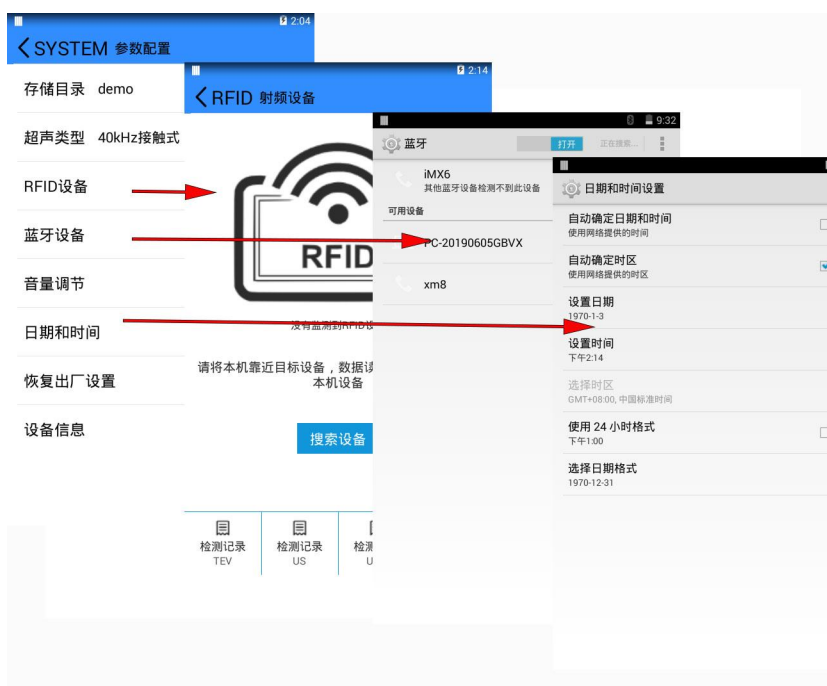 2:04
SYSTEM 参数配置
存储目录 demo
超声类型 40kHz接触式
RFID设备
蓝牙设备
音量调节
日期和时间
恢复出厂设置
设备信息
2:14
RFID 射频设备
RFID
没有监测到RFID
请将本机靠近目标设备，数据读
本机设备
搜索设备
检测记录
TEV
检测记录
US
检测
U
9:32
蓝牙
打开
正在搜索...
iMX6
其他蓝牙设备检测不到此设备
可用设备
PC-20190605GBVX
xm8
日期和时间设置
自动确定日期和时间
使用网络提供的时间
自动确定时区
使用网络提供的时区
设置日期
1970-1-3
设置时间
下午2:14
选择时区
GMT+08:00, 中国标准时间
使用 24 小时格式
下午1:00
选择日期格式
1970-12-31